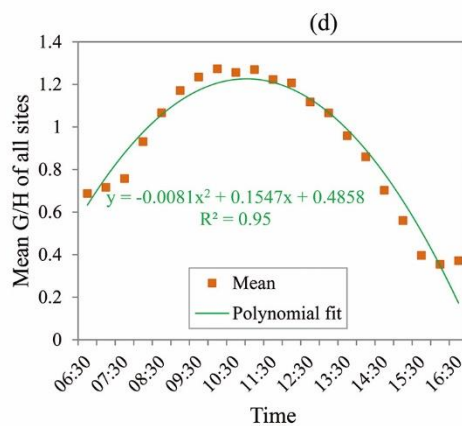 (d)
Mean G/H of all sites
1.4
1.2
1
0.8
0.6
0.4
0.2
0
y = -0.0081x² + 0.1547x + 0.4858
R² = 0.95
Mean
Polynomial fit
06:30
07:30
08:30
09:30
10:30
11:30
12:30
13:30
14:30
15:30
16:30
Time